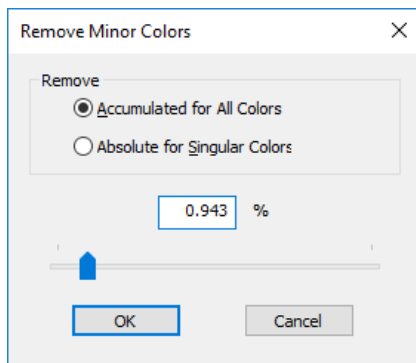 Remove Minor Colors
Remove
Accumulated for All Colors
Absolute for Singular Colors
0.943 %
OK Cancel